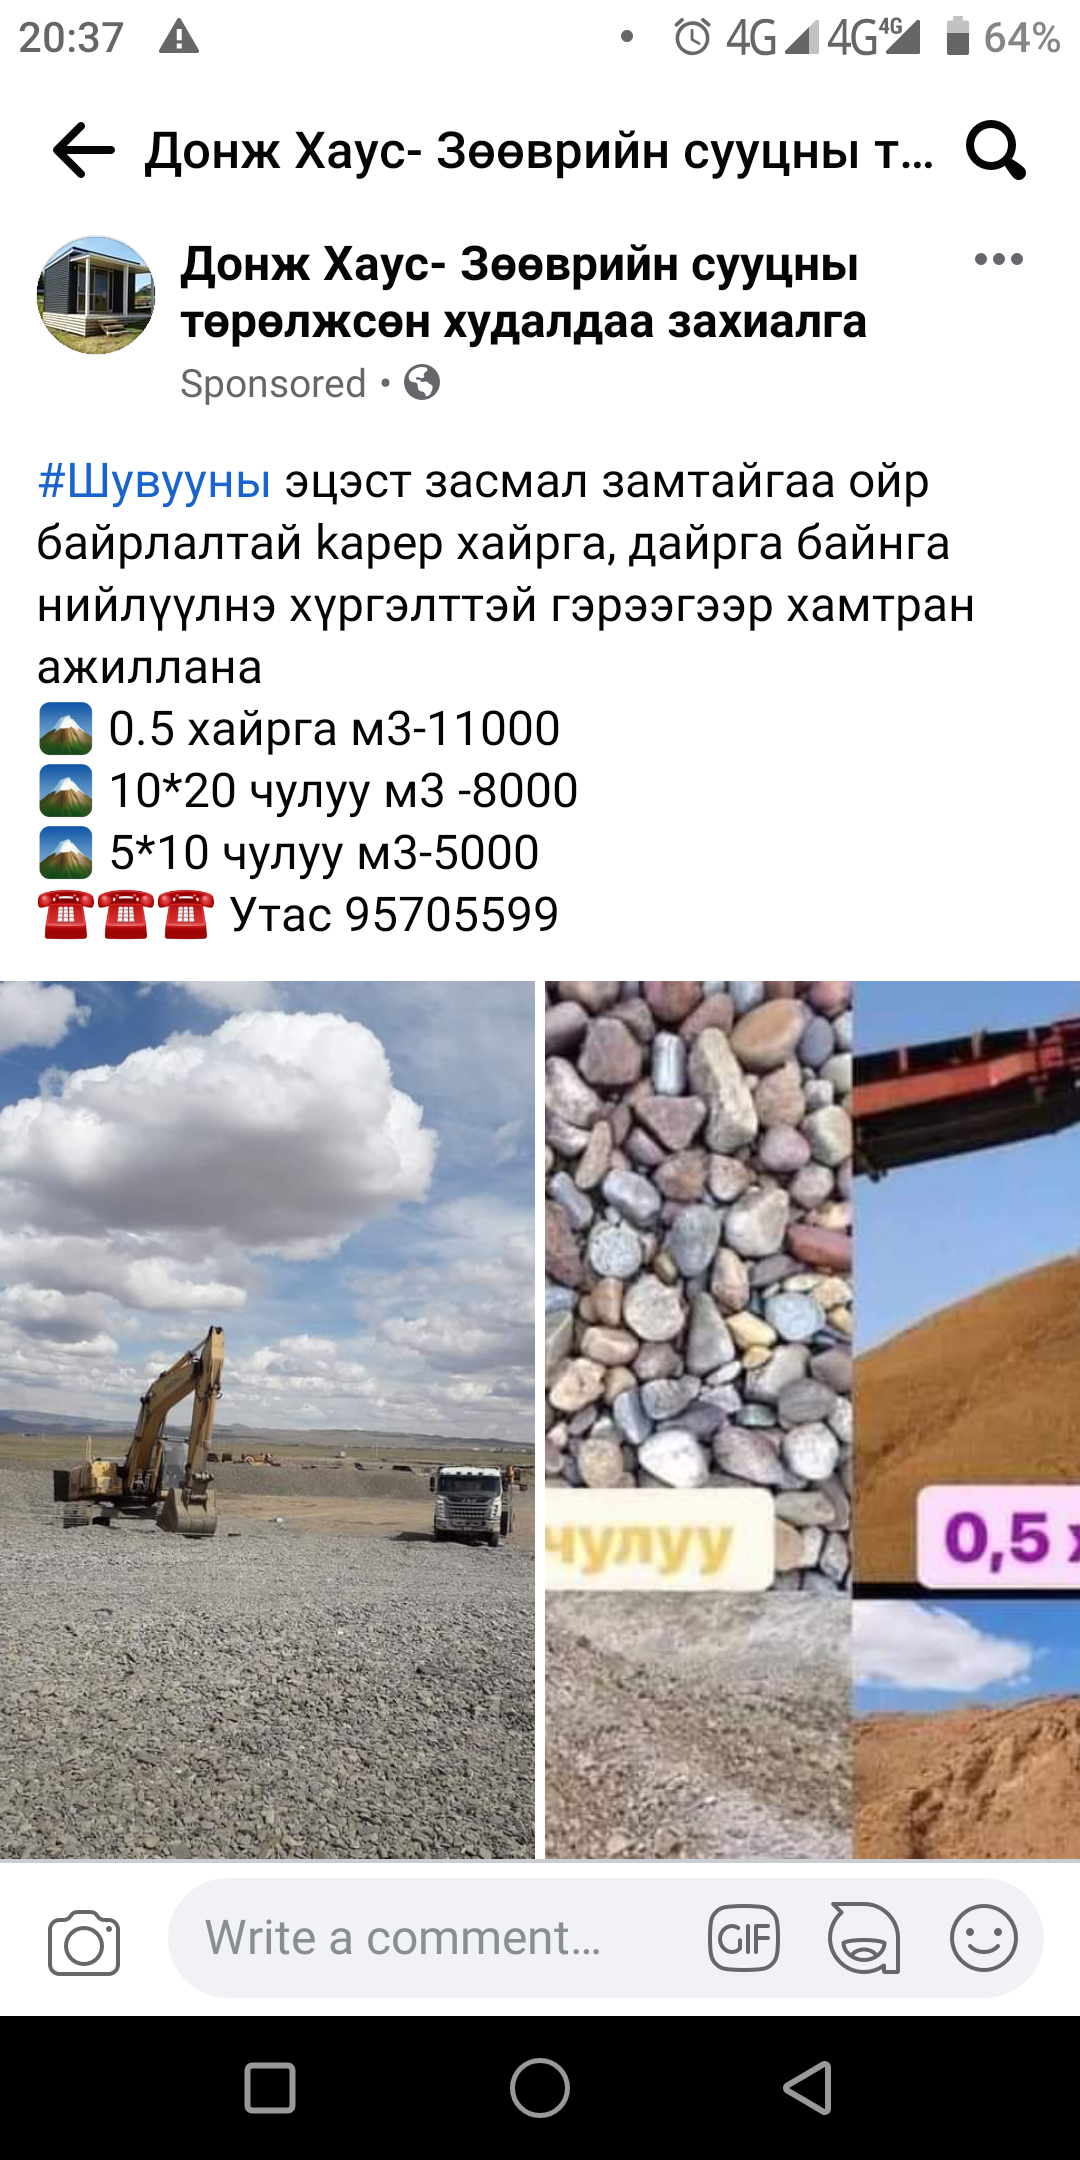 20:37
4G 4G 4G 64%
Донж Хаус- Зөөврийн сууцны т...
Донж Хаус- Зөөврийн сууцны
төрөлжсөн худалдаа захиалга
Sponsored •
#Шувууны эцэст засмал замтайгаа ойр
байрлалтай карер хайрга, дайрга байнга
нийлүүлнэ хүргэлттэй гэрээгээр хамтран
ажиллана
0.5 хайрга м3-11000
10*20 чулуу м3 -8000
5*10 чулуу м3-5000
Утас 95705599
чулуу
0,5
Write a comment...
GIF